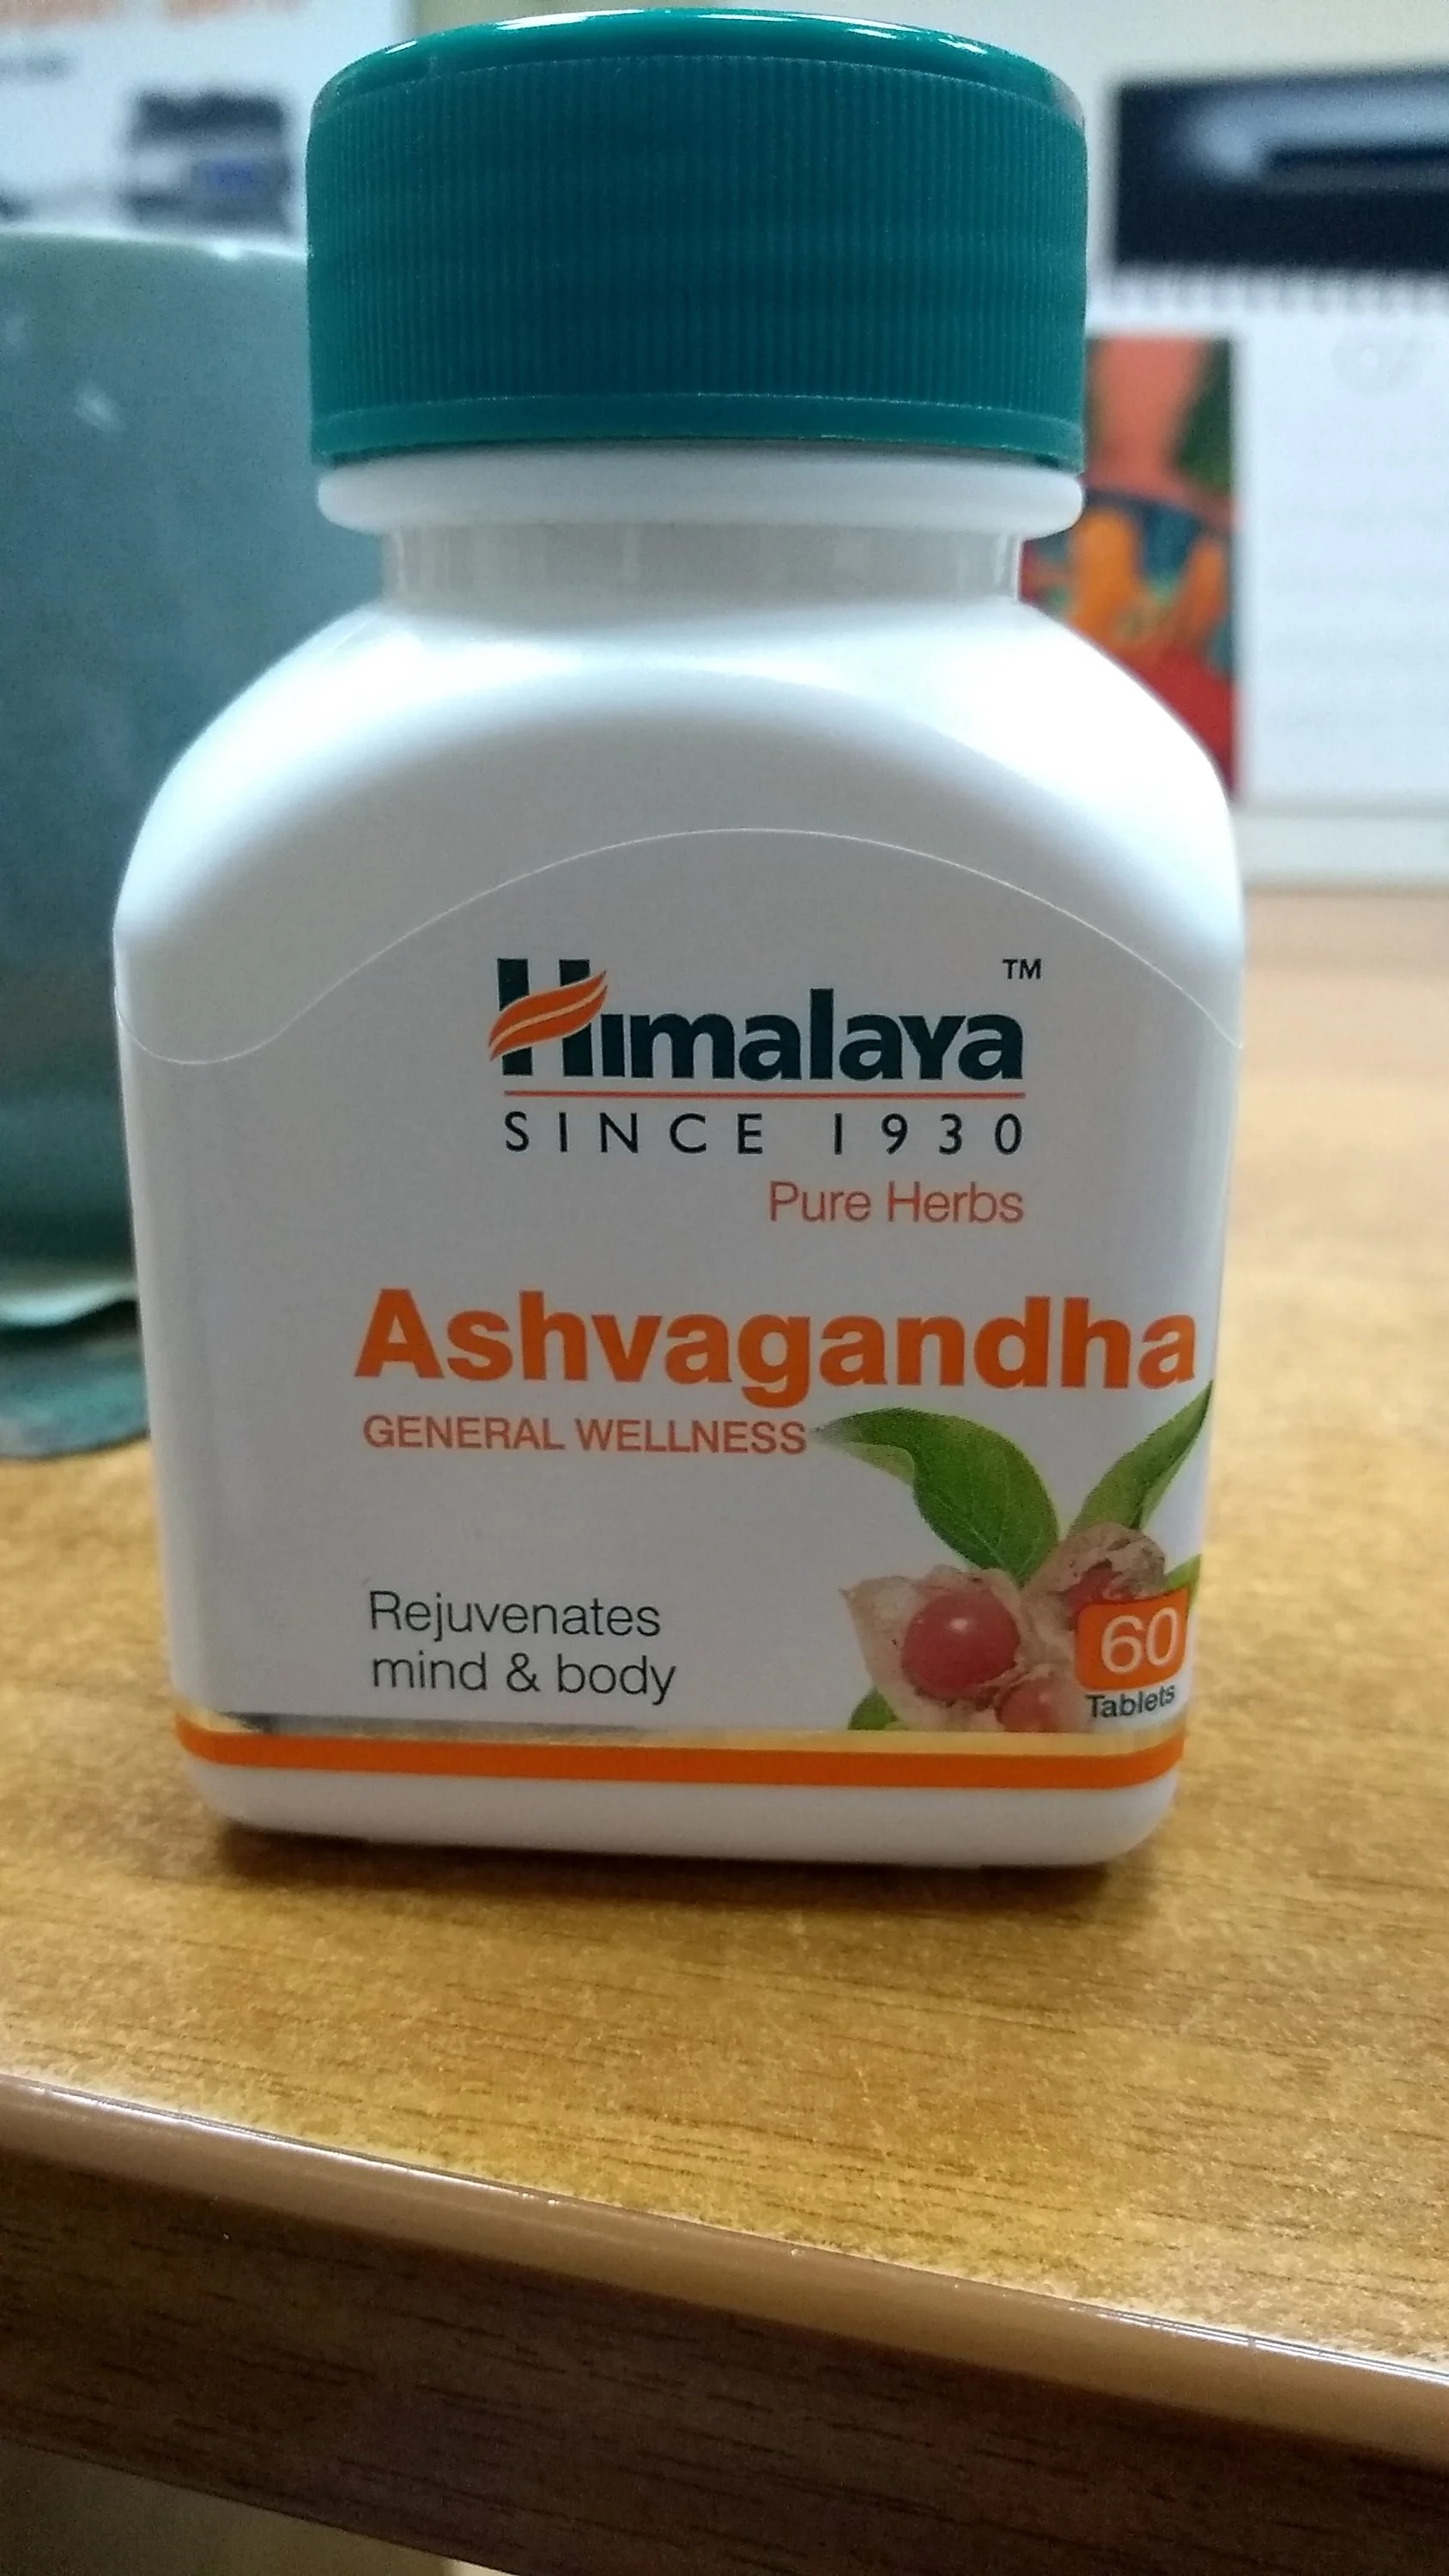 Himalaya™
SINCE 1930
Pure Herbs
Ashvagandha
GENERAL WELLNESS
Rejuvenates
mind & body
60
Tablets